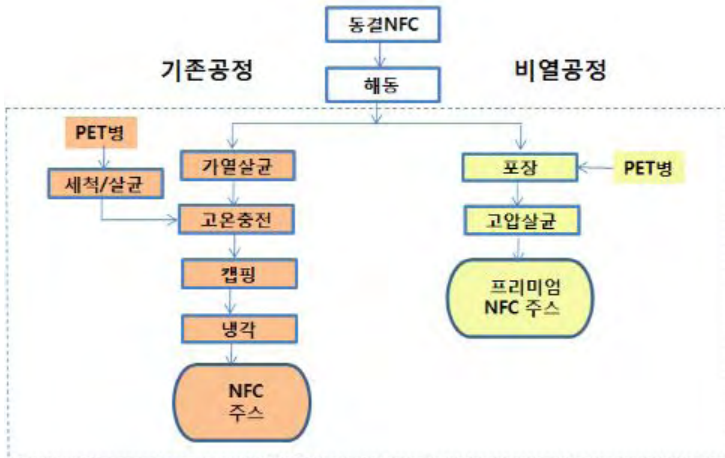 동결NFC
기존공정
비열공정
해동
PET병
가열살균
포장
PET병
세척/살균
고온충전
고압살균
캡핑
프리미엄
NFC 주스
냉각
NFC
주스